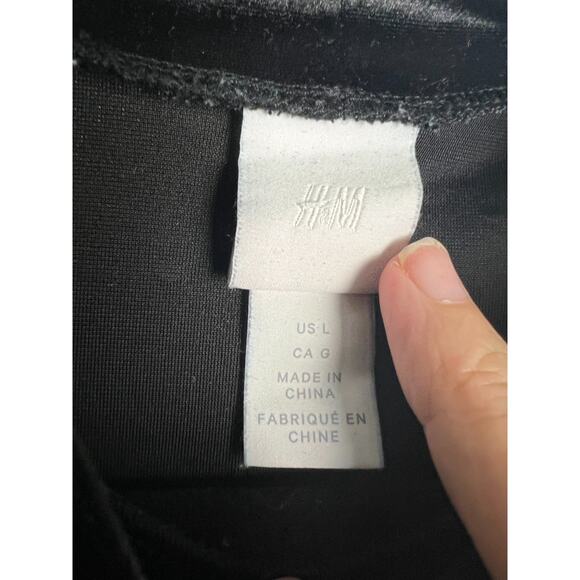 H&M
US L
CA G
MADE IN
CHINA
FABRIQUÉ EN
CHINE